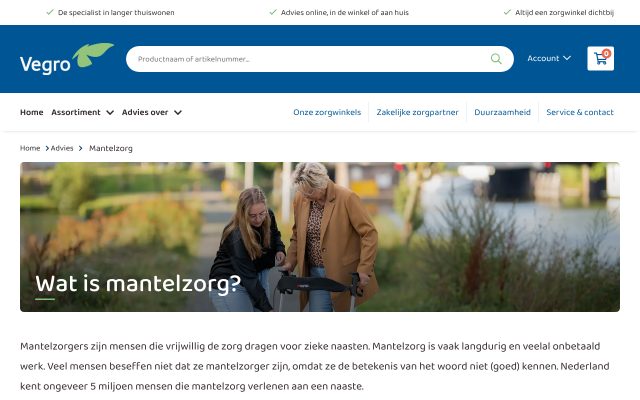 De specialist in langer thuiswonen
Advies online, in de winkel of aan huis
Altijd een zorgwinkel dichtbij
Vegro
Productnaam of artikelnummer...
Account
0
Home
Assortiment
Advies over
Onze zorgwinkels
Zakelijke zorgpartner
Duurzaamheid
Service & contact
Home > Advies > Mantelzorg
Wat is mantelzorg?
Mantelzorgers zijn mensen die vrijwillig de zorg dragen voor zieke naasten. Mantelzorg is vaak langdurig en veelal onbetaald
werk. Veel mensen beseffen niet dat ze mantelzorger zijn, omdat ze de betekenis van het woord niet (goed) kennen. Nederland
kent ongeveer 5 miljoen mensen die mantelzorg verlenen aan een naaste.